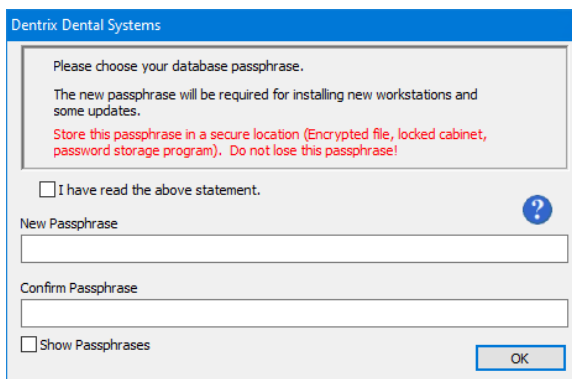 Dentrix Dental Systems
Please choose your database passphrase.
The new passphrase will be required for installing new workstations and
some updates.
Store this passphrase in a secure location (Encrypted file, locked cabinet,
password storage program).  Do not lose this passphrase!
I have read the above statement.
?
New Passphrase
Confirm Passphrase
Show Passphrases
OK